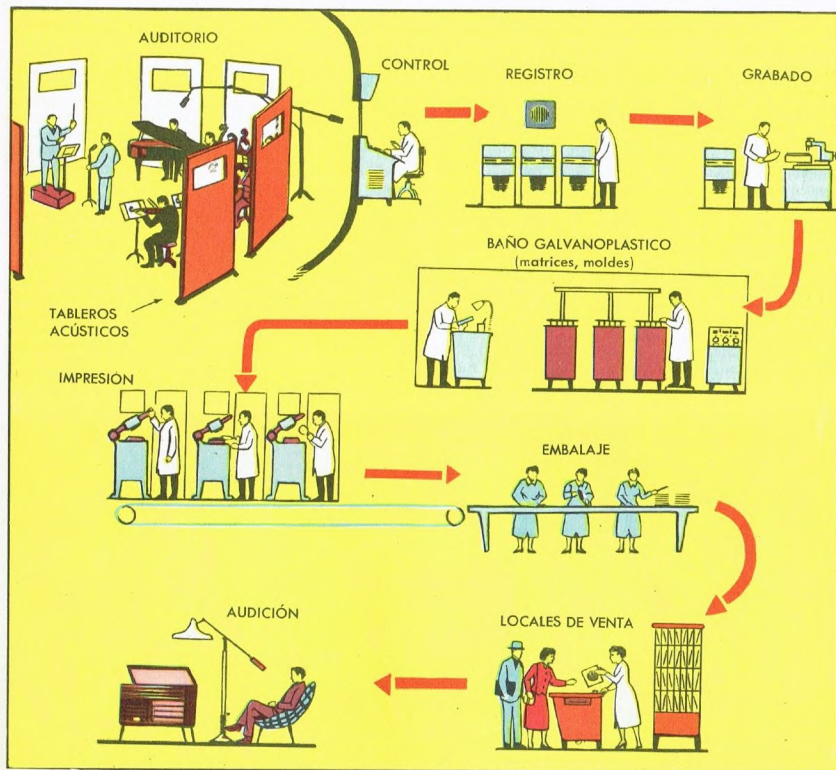 AUDITORIO
CONTROL
REGISTRO
GRABADO
BAÑO GALVANOPLASTICO
(matrices, moldes)
TABLEROS
ACÚSTICOS
IMPRESIÓN
EMBALAJE
LOCALES DE VENTA
AUDICIÓN